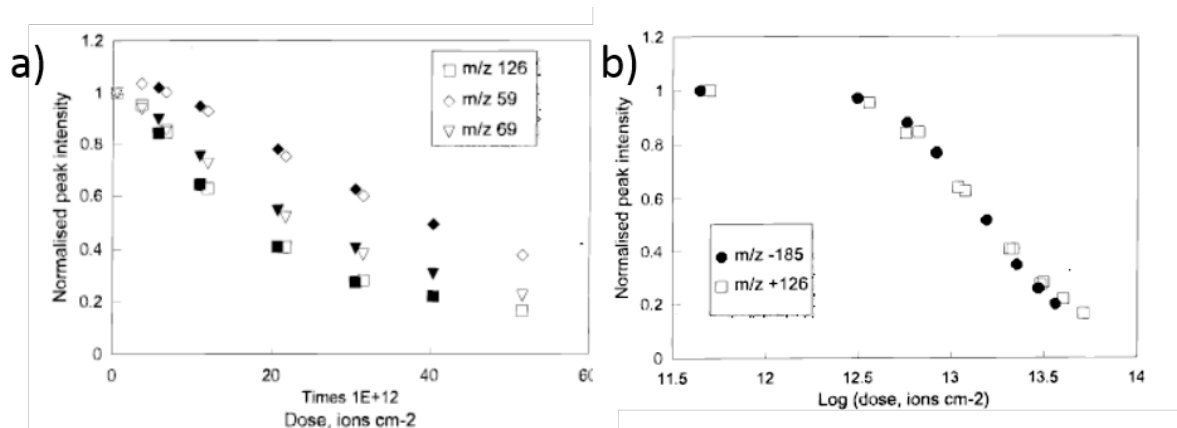 a)
Normalised peak intensity
1.2
1
0.8
0.6
0.4
0.2
0
0
20
40
60
m/z 126
m/z 59
m/z 69
Times 1E+12
Dose, ions cm-2
b)
Normalised peak intensity
1.2
1
0.8
0.6
0.4
0.2
0
11.5
12
12.5
13
13.5
14
m/z -185
m/z +126
Log (dose, ions cm-2)